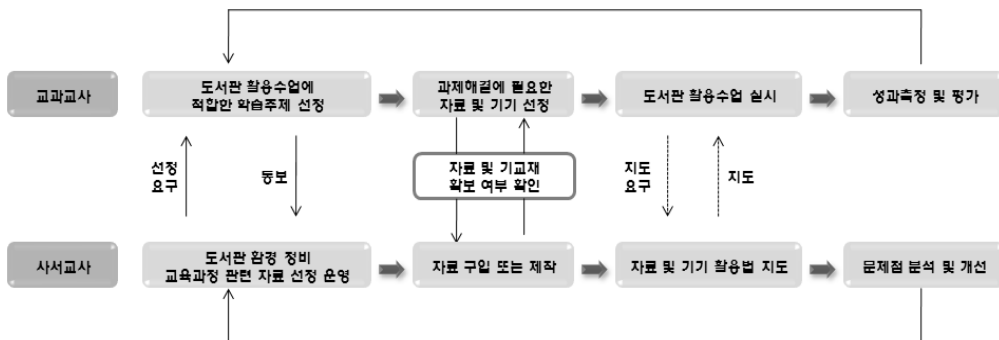 교과교사
도서관 활용수업에
적합한 학습주제 선정
과제해결에 필요한
자료 및 기기 선정
도서관 활용수업 실시
성과측정 및 평가
선정
요구
통보
자료 및 기교재
확보 여부 확인
지도
요구
지도
사서교사
도서관 환경 정비
교육과정 관련 자료 선정 운영
자료 구입 또는 제작
자료 및 기기 활용법 지도
문제점 분석 및 개선